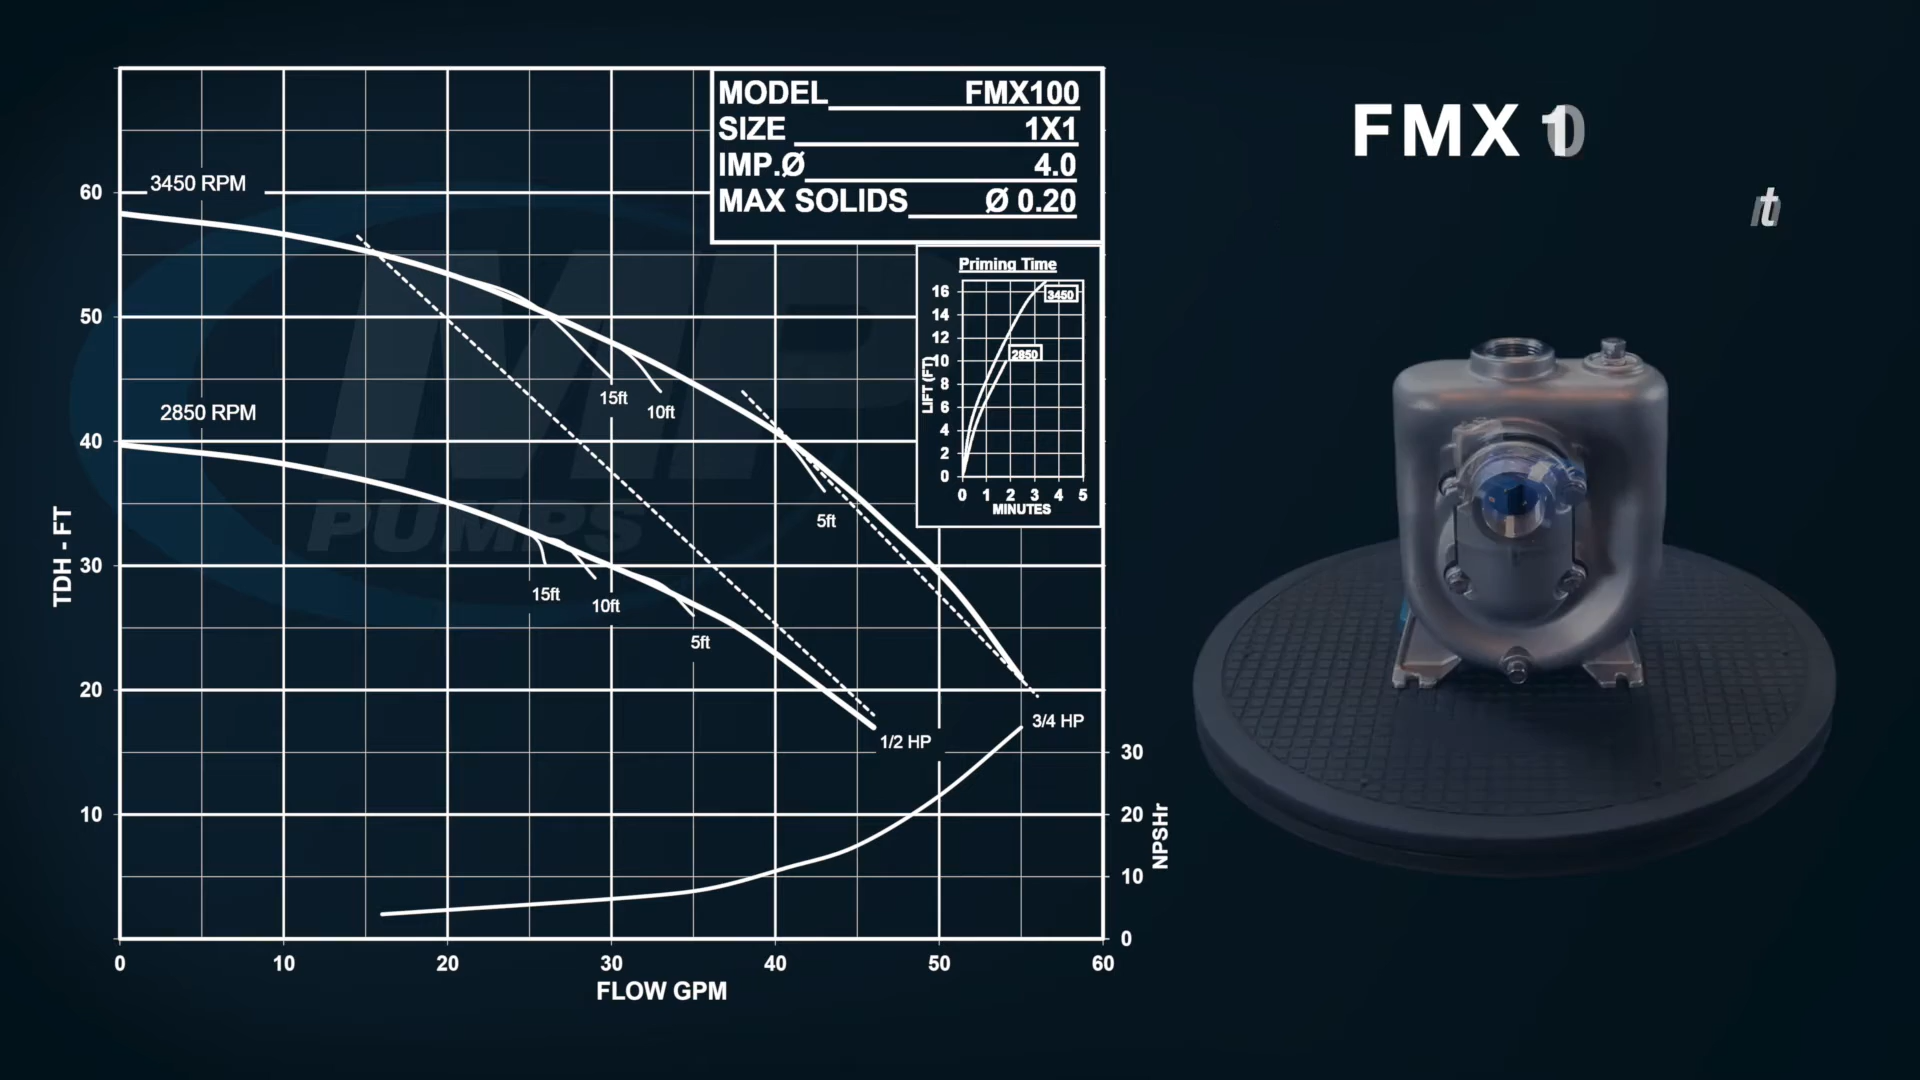 MODEL FMX100
SIZE 1X1
IMP.Ø 4.0
MAX SOLIDS Ø 0.20
FMX 10
Priming Time
16
14
12
10
8
6
4
2
0
3450
2850
LIFT (FT)
0 1 2 3 4 5
MINUTES
3450 RPM
2850 RPM
15ft
10ft
5ft
15ft
10ft
5ft
1/2 HP
3/4 HP
MP
PUMPS
TDH - FT
60
50
40
30
20
10
30
20
10
0
NPSHr
0 10 20 30 40 50 60
FLOW GPM